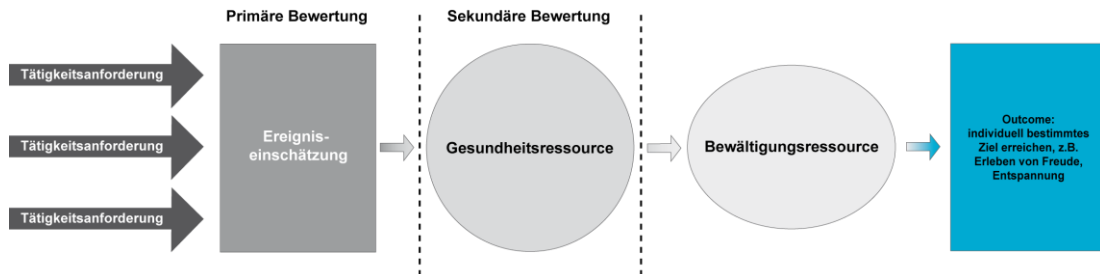 Primäre Bewertung
Sekundäre Bewertung
Tätigkeitsanforderung
Tätigkeitsanforderung
Tätigkeitsanforderung
Ereignis-
einschätzung
Gesundheitsressource
Bewältigungsressource
Outcome:
individuell bestimmtes
Ziel erreichen, z.B.
Erleben von Freude,
Entspannung